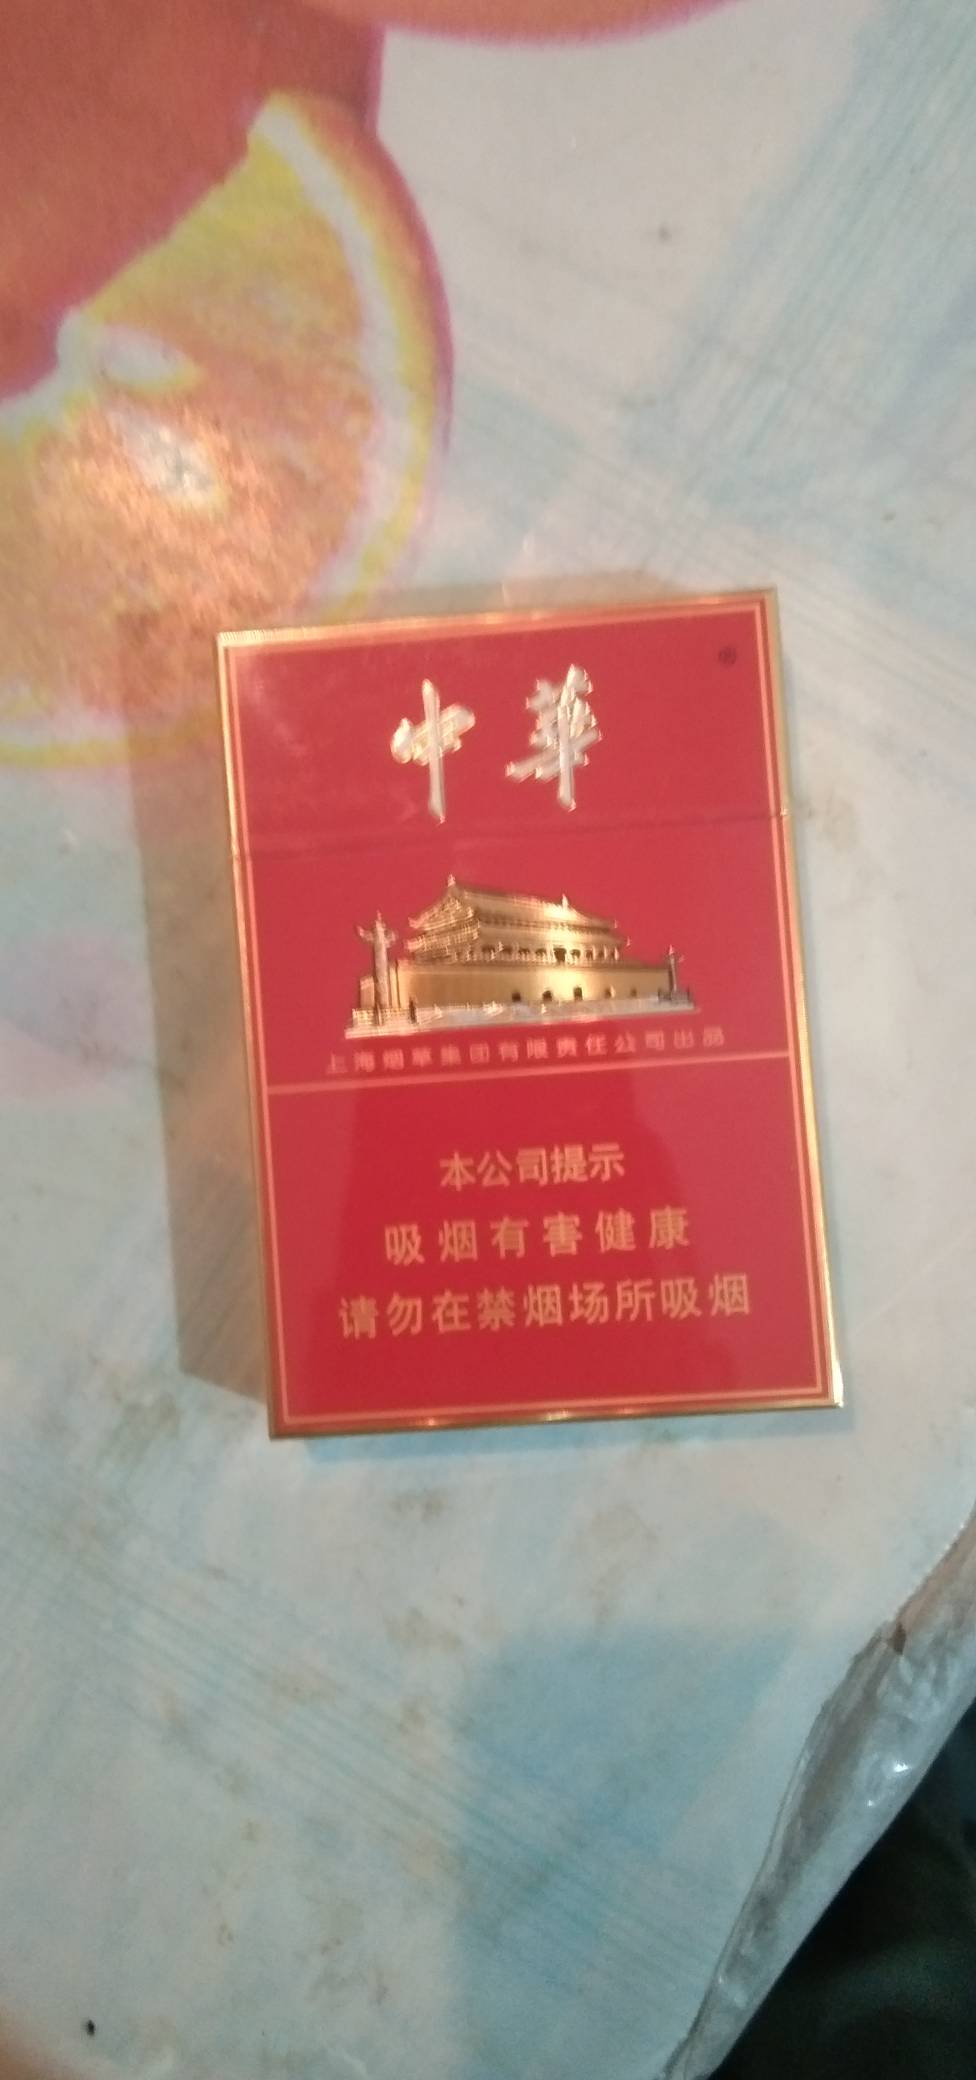 中華
上海烟草集团有限责任公司出品
本公司提示
吸烟有害健康
请勿在禁烟场所吸烟